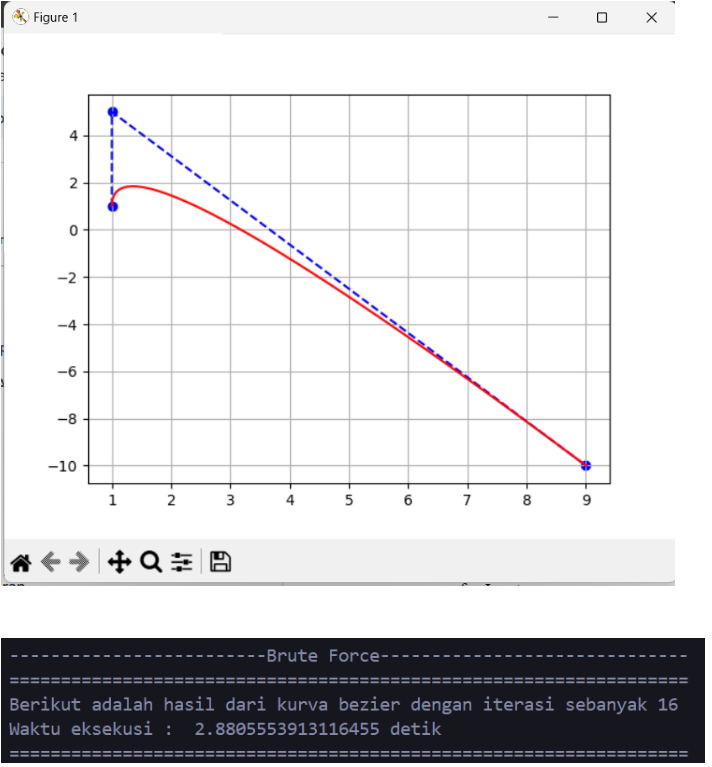 Figure 1
4
2
0
−2
−4
−6
−8
−10
1 2 3 4 5 6 7 8 9
-------------------------Brute Force------------------------------
==================================================================
Berikut adalah hasil dari kurva bezier dengan iterasi sebanyak 16
Waktu eksekusi :  2.8805553913116455 detik
==================================================================